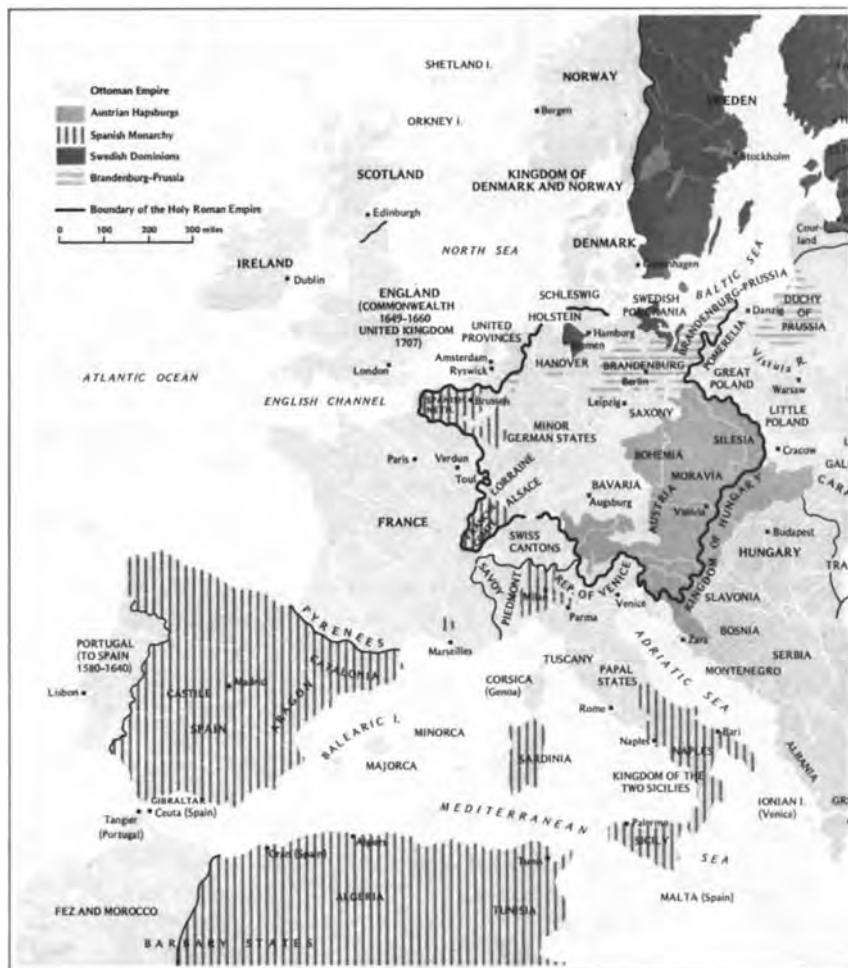 Ottoman Empire
Austrian Hapsburgs
Spanish Monarchy
Swedish Dominions
Brandenburg–Prussia
Boundary of the Holy Roman Empire
0 100 200 300 miles
SHETLAND I.
NORWAY
Bergen
SWEDEN
ORKNEY I.
Stockholm
SCOTLAND
KINGDOM OF
DENMARK AND NORWAY
Edinburgh
Cour-
land
NORTH SEA
DENMARK
BALTIC SEA
IRELAND
Dublin
Copenhagen
ENGLAND
(COMMONWEALTH
1649–1660
UNITED KINGDOM
1707)
SCHLESWIG
HOLSTEIN
SWEDISH
POMERANIA
BRANDENBURG-PRUSSIA
POMERELIA
Danzig
DUCHY
OF
PRUSSIA
UNITED
PROVINCES
Hamburg
Bremen
HANOVER
Amsterdam
Ryswick
London
BRANDENBURG
Berlin
GREAT
POLAND
Vistula R.
Warsaw
ATLANTIC OCEAN
ENGLISH CHANNEL
SPANISH
NETH.
Brussels
Leipzig
SAXONY
LITTLE
POLAND
MINOR
GERMAN STATES
SILESIA
BOHEMIA
Cracow
Paris
Verdun
Toul
LORRAINE
ALSACE
MORAVIA
BAVARIA
Augsburg
AUSTRIA
Vienna
KINGDOM OF HUNGARY
FRANCE
SWISS
CANTONS
Budapest
HUNGARY
SAVOY
PIEDMONT
Milan
REP. OF VENICE
Parma
Venice
SLAVONIA
BOSNIA
Zara
SERBIA
MONTENEGRO
PYRENEES
Marseilles
PORTUGAL
(TO SPAIN
1580–1640)
Lisbon
CASTILE
Madrid
SPAIN
ARAGON
CATALONIA
TUSCANY
PAPAL
STATES
ADRIATIC SEA
CORSICA
(Genoa)
Rome
ALBANIA
BALEARIC I.
MINORCA
MAJORCA
SARDINIA
Naples
NAPLES
Bari
KINGDOM OF THE
TWO SICILIES
IONIAN I.
(Venice)
GIBRALTAR
Ceuta (Spain)
Tangier
(Portugal)
MEDITERRANEAN
SEA
Palermo
SICILY
Oran (Spain)
Algiers
Tunis
MALTA (Spain)
FEZ AND MOROCCO
ALGERIA
TUNISIA
BARBARY STATES